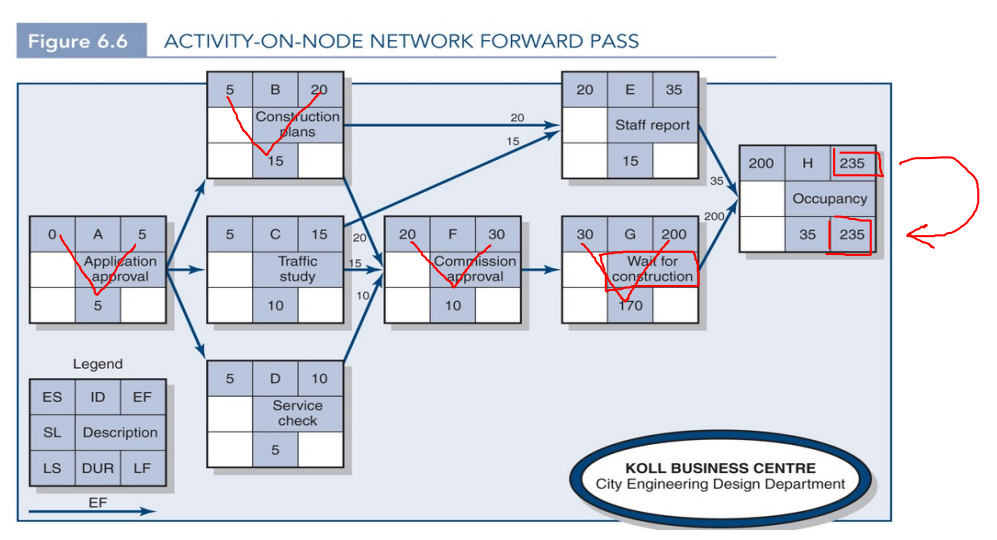 Figure 6.6 ACTIVITY-ON-NODE NETWORK FORWARD PASS
5 B 20
Construction
plans
15
20 E 35
Staff report
15
20
15
200 H 235
Occupancy
35 235
35
200
0 A 5
Application
approval
5
5 C 15
Traffic
study
10
20
15
10
20 F 30
Commission
approval
10
30 G 200
Wait for
construction
170
5 D 10
Service
check
5
Legend
ES ID EF
SL Description
LS DUR LF
EF
KOLL BUSINESS CENTRE
City Engineering Design Department